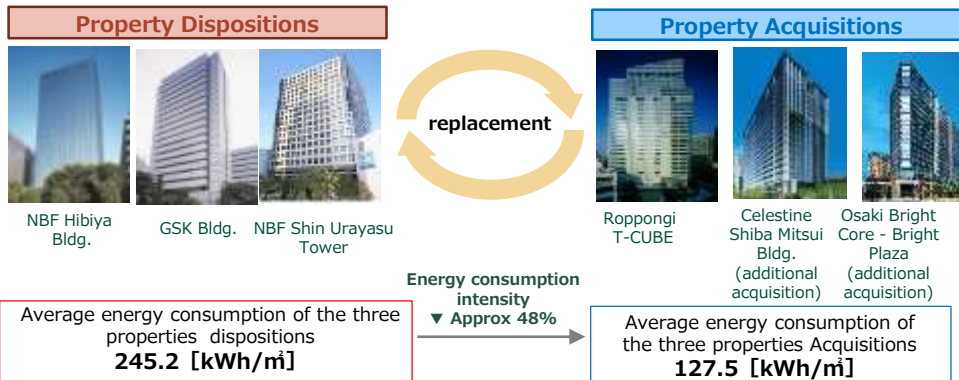 Property Dispositions
Property Acquisitions
replacement
NBF Hibiya
Bldg.
GSK Bldg.
NBF Shin Urayasu
Tower
Roppongi
T-CUBE
Celestine
Shiba Mitsui
Bldg.
(additional
acquisition)
Osaki Bright
Core - Bright
Plaza
(additional
acquisition)
Energy consumption
intensity
▼ Approx 48%
Average energy consumption of the three
properties dispositions
245.2 [kWh/㎡]
Average energy consumption of
the three properties Acquisitions
127.5 [kWh/㎡]